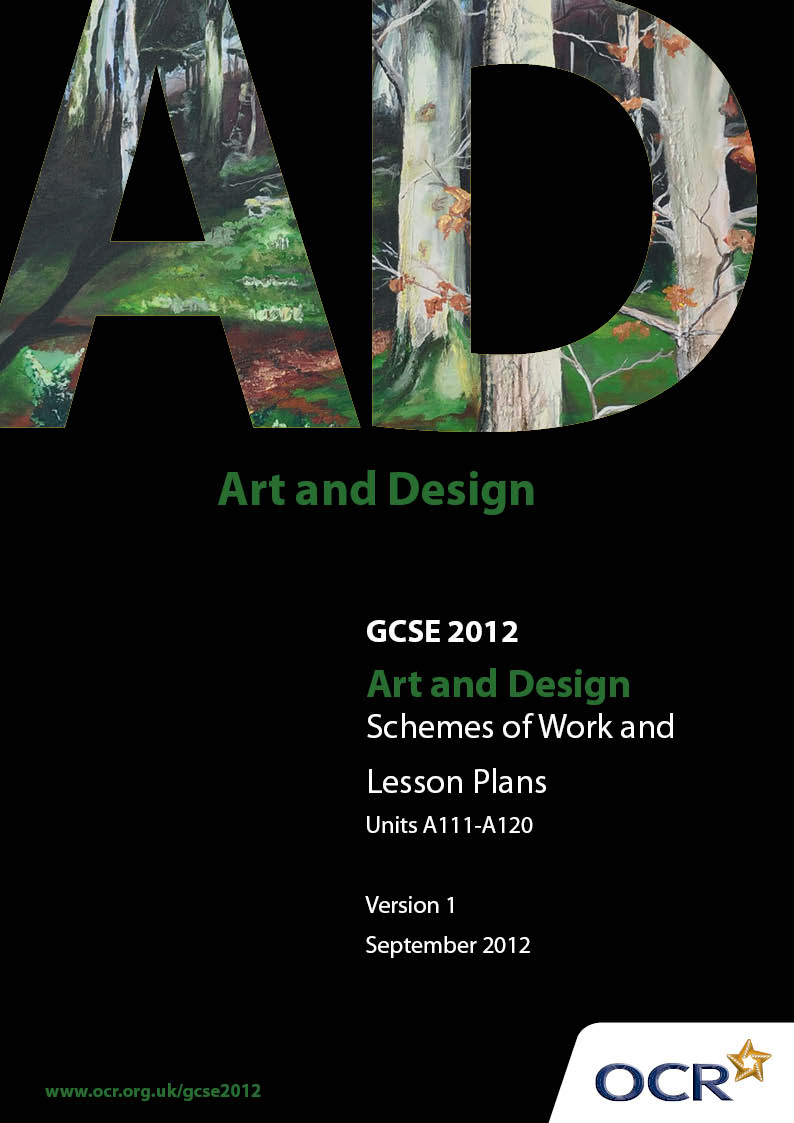 AD
Art and Design
GCSE 2012
Art and Design
Schemes of Work and
Lesson Plans
Units A111-A120
Version 1
September 2012
www.ocr.org.uk/gcse2012
OCR